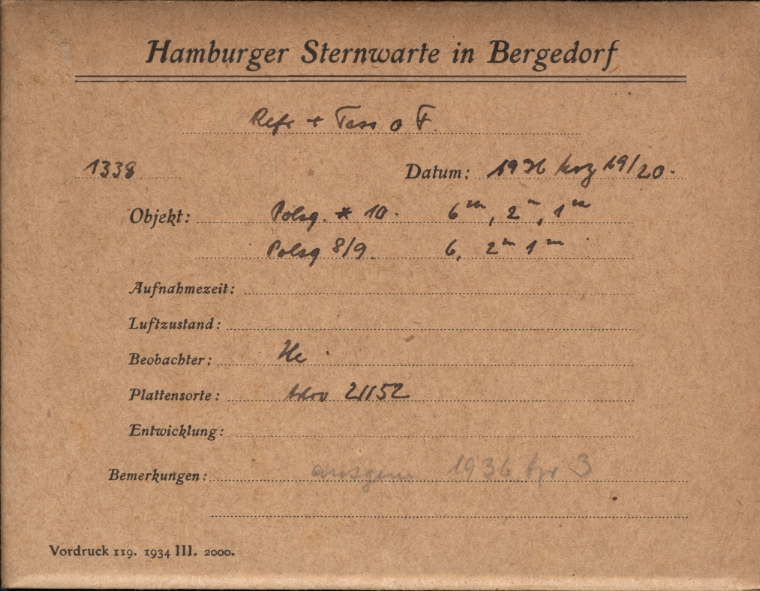 Hamburger Sternwarte in Bergedorf
Refr + Tess o F.
1338 Datum: 1936 Mrz 19/20.
Objekt: Polsq. * 10. 6m, 2m, 1m
Polsq 8/9. 6, 2m 1m
Aufnahmezeit:
Luftzustand:
Beobachter: He
Plattensorte: 21152
Entwicklung:
Bemerkungen: ausgem 1936 Apr 3
Vordruck 119. 1934 III. 2000.